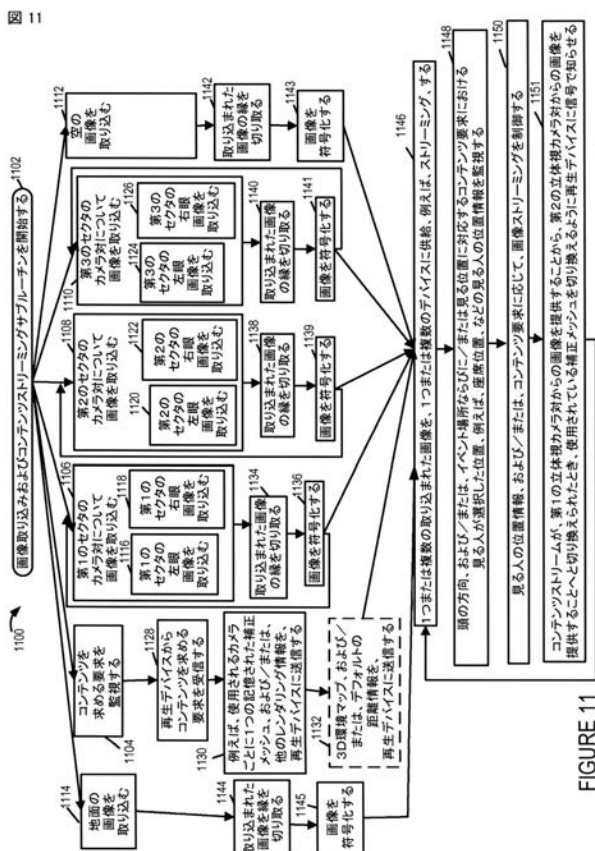 図 11
1100
画像取り込みおよびコンテンツストリーミングサブルーチンを開始する
1102
1114
地面の
画像を
取り込む
1144
取り込まれた
画像を縁を
切り取る
1145
画像を
符号化する
コンテンツを
求める要求を
監視する
1104
1128
再生デバイスから
コンテンツを求める
要求を受信する
1130
例えば、使用されるカメラ
ごとに1つの記憶された補正
メッシュ、および/または、
他のレンダリング情報を、
再生デバイスに送信する
1132
3D環境マップ、および/
または、デフォルトの
距離情報を、
再生デバイスに送信する
1106
第1のセクタの
カメラ対について
画像を取り込む
1116
第1の
セクタの
左眼
画像を
取り込む
1118
第1の
セクタの
右眼
画像を
取り込む
1134
取り込まれた画像
の縁を切り取る
1136
画像を符号化する
1108
第2のセクタの
カメラ対について
画像を取り込む
1120
第2の
セクタの
左眼
画像を
取り込む
1122
第2の
セクタの
右眼
画像を
取り込む
1138
取り込まれた画像
の縁を切り取る
1139
画像を符号化する
1110
第3のセクタの
カメラ対について
画像を取り込む
1124
第3の
セクタの
左眼
画像を
取り込む
1126
第3の
セクタの
右眼
画像を
取り込む
1140
取り込まれた画像
の縁を切り取る
1141
画像を符号化する
1112
空の
画像を
取り込む
1142
取り込まれた
画像の縁を
切り取る
1143
画像を
符号化する
1146
1つまたは複数の取り込まれた画像を、1つまたは複数のデバイスに供給、例えば、ストリーミング、する
1148
頭の方向、および/または、イベント場所ならびに/または見る位置に対応するコンテンツ要求における
見る人が選択した位置、例えば、座席位置、などの見る人の位置情報を監視する
1150
見る人の位置情報、および/または、コンテンツ要求に応じて、画像ストリーミングを制御する
1151
コンテンツストリームが、第1の立体視カメラ対からの画像を提供することから、第2の立体視カメラ対からの画像を
提供することへと切り換えられたとき、使用されている補正メッシュを切り換えるように再生デバイスに信号で知らせる
FIGURE 11